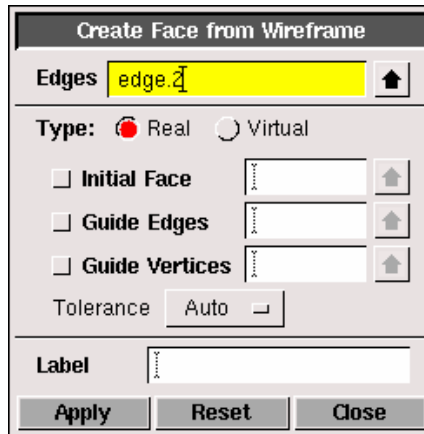 Create Face from Wireframe
Edges edge.2
Type: Real Virtual
Initial Face
Guide Edges
Guide Vertices
Tolerance Auto
Label
Apply Reset Close